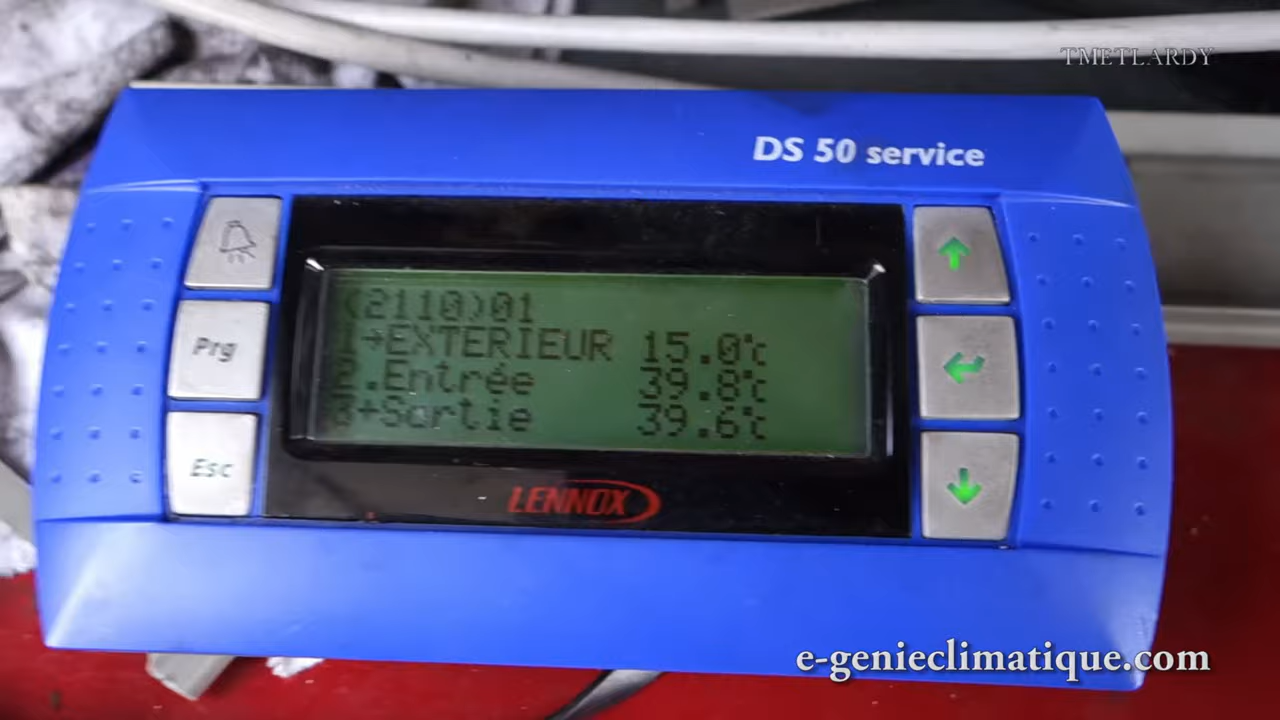 TMETLARDY
DS 50 service
(2110)01
1→EXTERIEUR 15.0°c
2.Entrée 39.8°c
3+Sortie 39.6°c
Prg
Esc
LENNOX
e-genieclimatique.com